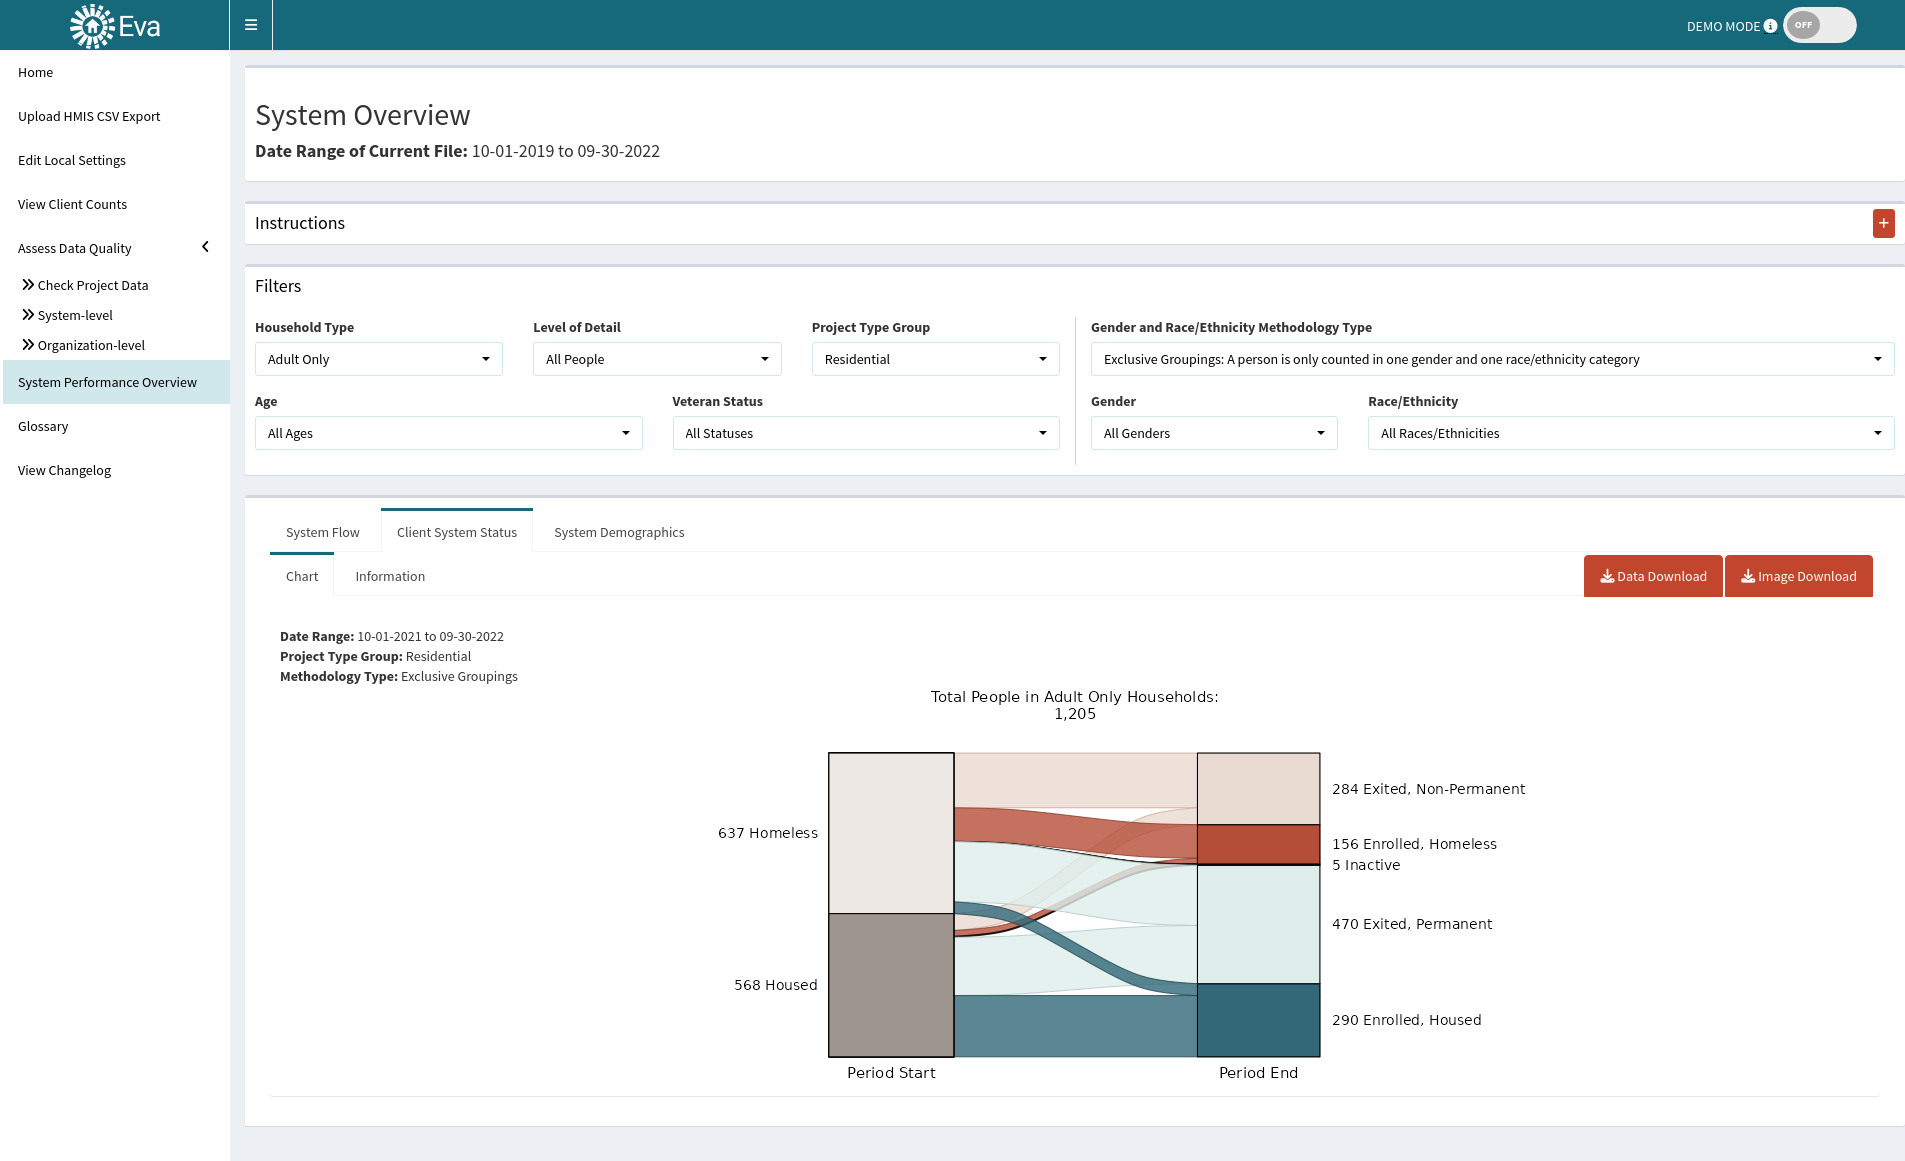 Eva
DEMO MODE
OFF
Home
Upload HMIS CSV Export
Edit Local Settings
View Client Counts
Assess Data Quality
Check Project Data
System-level
Organization-level
System Performance Overview
Glossary
View Changelog
System Overview
Date Range of Current File: 10-01-2019 to 09-30-2022
Instructions
Filters
Household Type
Level of Detail
Project Type Group
Gender and Race/Ethnicity Methodology Type
Adult Only
All People
Residential
Exclusive Groupings: A person is only counted in one gender and one race/ethnicity category
Age
Veteran Status
Gender
Race/Ethnicity
All Ages
All Statuses
All Genders
All Races/Ethnicities
System Flow
Client System Status
System Demographics
Chart
Information
Data Download
Image Download
Date Range: 10-01-2021 to 09-30-2022
Project Type Group: Residential
Methodology Type: Exclusive Groupings
Total People in Adult Only Households:
1,205
637 Homeless
568 Housed
284 Exited, Non-Permanent
156 Enrolled, Homeless
5 Inactive
470 Exited, Permanent
290 Enrolled, Housed
Period Start
Period End